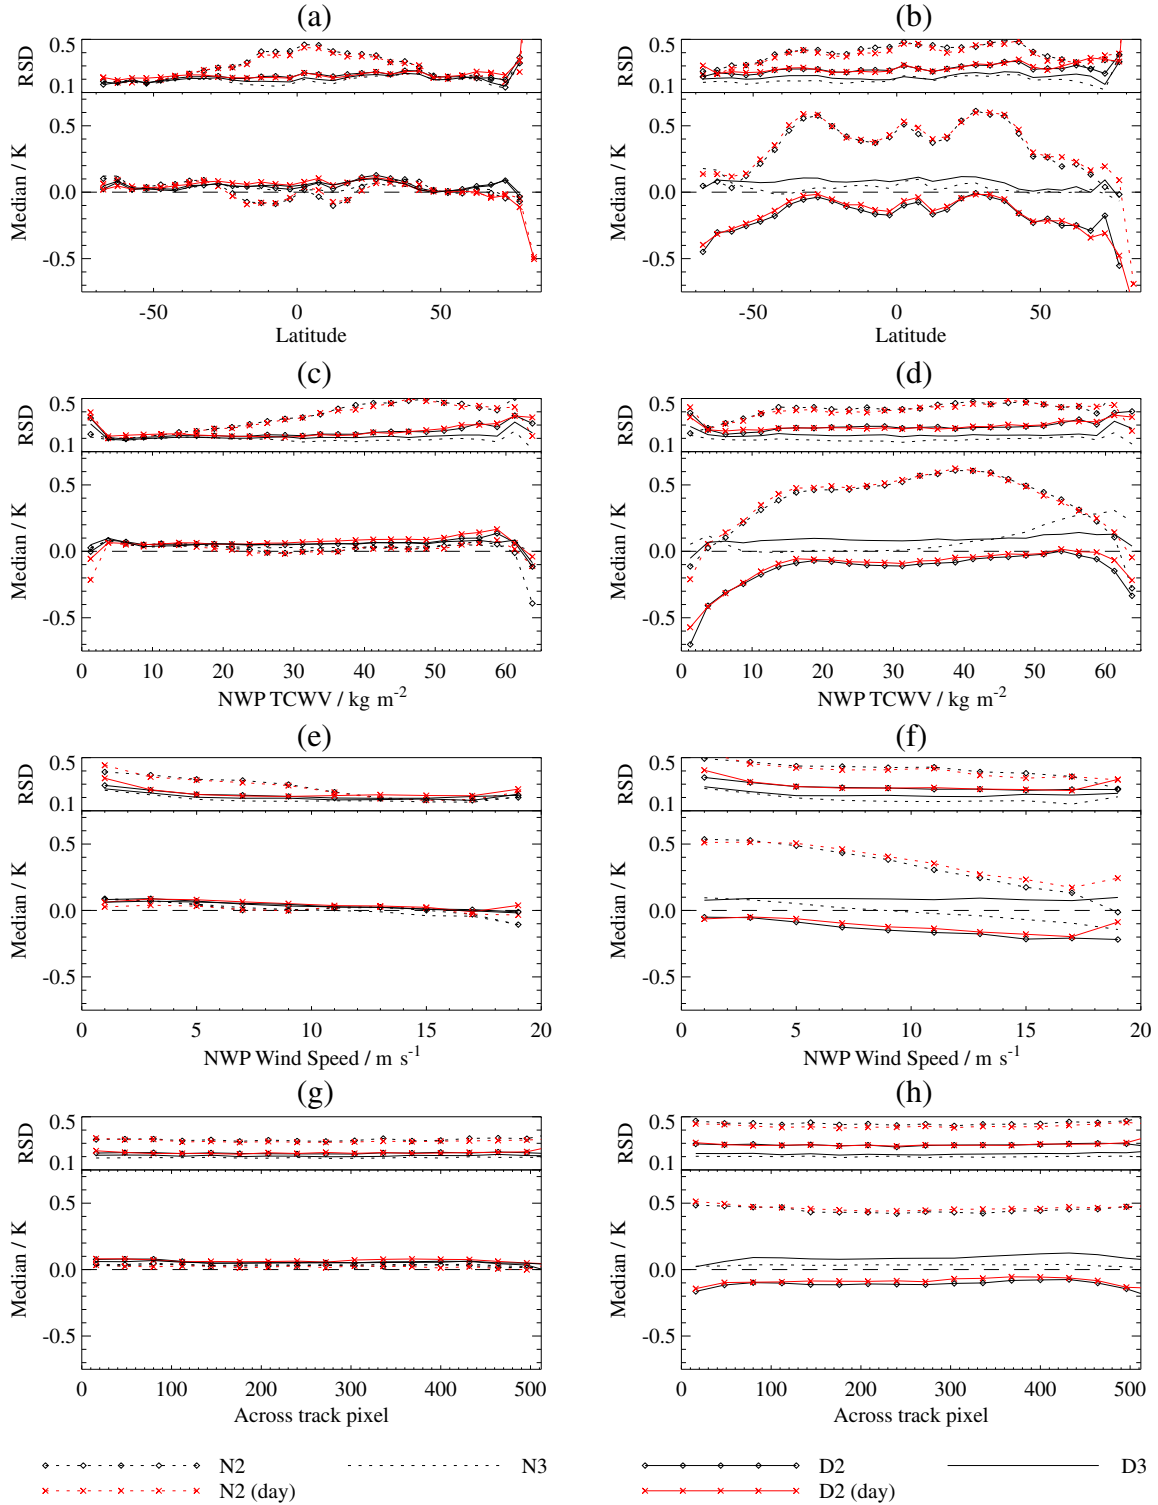 (a) (b)
RSD 0.5 0.1 RSD 0.5 0.1
Median / K 0.5 0.0 -0.5 Median / K 0.5 0.0 -0.5
-50 0 50 -50 0 50
Latitude Latitude
(c) (d)
RSD 0.5 0.1 RSD 0.5 0.1
Median / K 0.5 0.0 -0.5 Median / K 0.5 0.0 -0.5
0 10 20 30 40 50 60 0 10 20 30 40 50 60
NWP TCWV / kg m-2 NWP TCWV / kg m-2
(e) (f)
RSD 0.5 0.1 RSD 0.5 0.1
Median / K 0.5 0.0 -0.5 Median / K 0.5 0.0 -0.5
0 5 10 15 20 0 5 10 15 20
NWP Wind Speed / m s-1 NWP Wind Speed / m s-1
(g) (h)
RSD 0.5 0.1 RSD 0.5 0.1
Median / K 0.5 0.0 -0.5 Median / K 0.5 0.0 -0.5
0 100 200 300 400 500 0 100 200 300 400 500
Across track pixel Across track pixel
N2 N3 D2 D3
N2 (day) D2 (day)